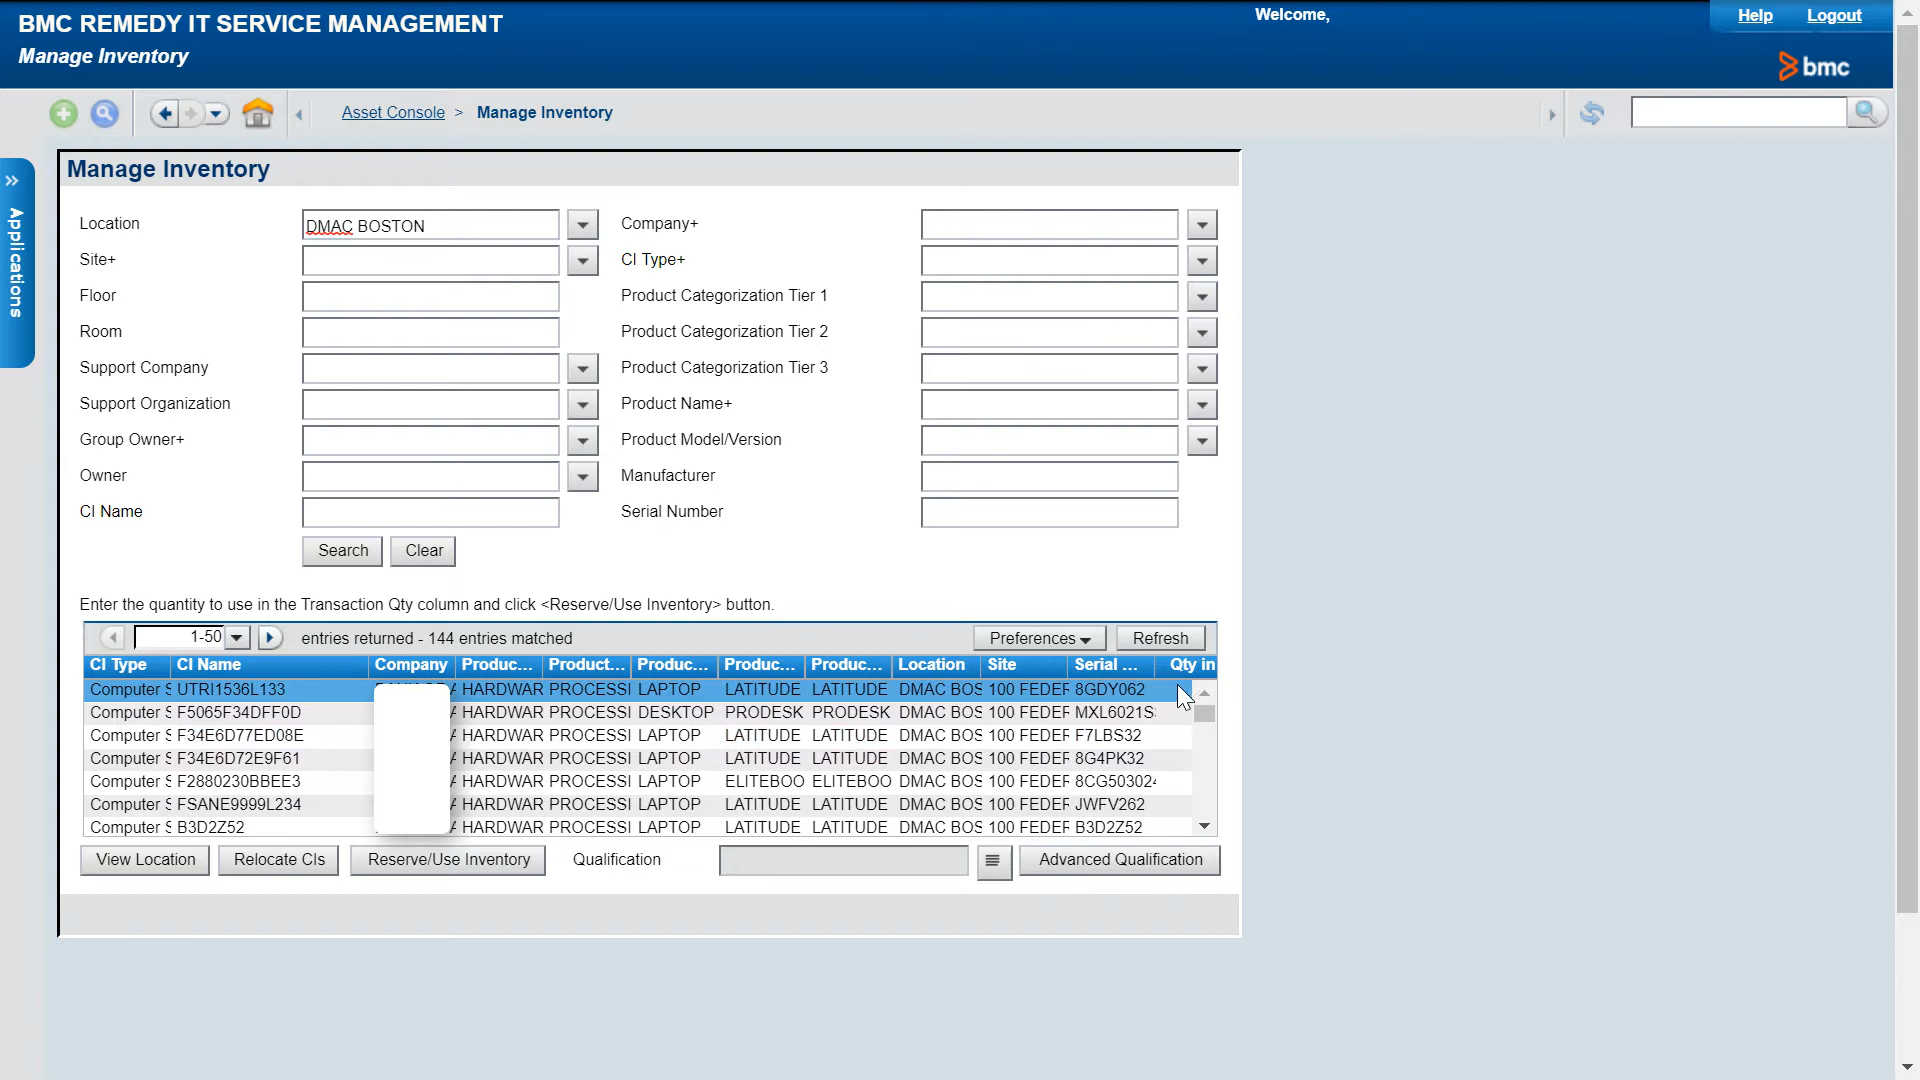 BMC REMEDY IT SERVICE MANAGEMENT
Manage Inventory
Welcome,
Help
Logout
bmc
Asset Console > Manage Inventory
Applications
Manage Inventory
Location DMAC BOSTON Company+
Site+ CI Type+
Floor Product Categorization Tier 1
Room Product Categorization Tier 2
Support Company Product Categorization Tier 3
Support Organization Product Name+
Group Owner+ Product Model/Version
Owner Manufacturer
CI Name Serial Number
Search Clear
Enter the quantity to use in the Transaction Qty column and click <Reserve/Use Inventory> button.
1-50 entries returned - 144 entries matched Preferences Refresh
CI Type CI Name Company Produc... Product... Produc... Produc... Produc... Location Site Serial ... Qty in
Computer S UTRI1536L133 HARDWAR PROCESSI LAPTOP LATITUDE LATITUDE DMAC BOS 100 FEDER 8GDY062
Computer S F5065F34DFF0D HARDWAR PROCESSI DESKTOP PRODESK PRODESK DMAC BOS 100 FEDER MXL6021S
Computer S F34E6D77ED08E HARDWAR PROCESSI LAPTOP LATITUDE LATITUDE DMAC BOS 100 FEDER F7LBS32
Computer S F34E6D72E9F61 HARDWAR PROCESSI LAPTOP LATITUDE LATITUDE DMAC BOS 100 FEDER 8G4PK32
Computer S F2880230BBEE3 HARDWAR PROCESSI LAPTOP ELITEBOO ELITEBOO DMAC BOS 100 FEDER 8CG503024
Computer S FSANE9999L234 HARDWAR PROCESSI LAPTOP LATITUDE LATITUDE DMAC BOS 100 FEDER JWFV262
Computer S B3D2Z52 HARDWAR PROCESSI LAPTOP LATITUDE LATITUDE DMAC BOS 100 FEDER B3D2Z52
View Location Relocate CIs Reserve/Use Inventory Qualification Advanced Qualification